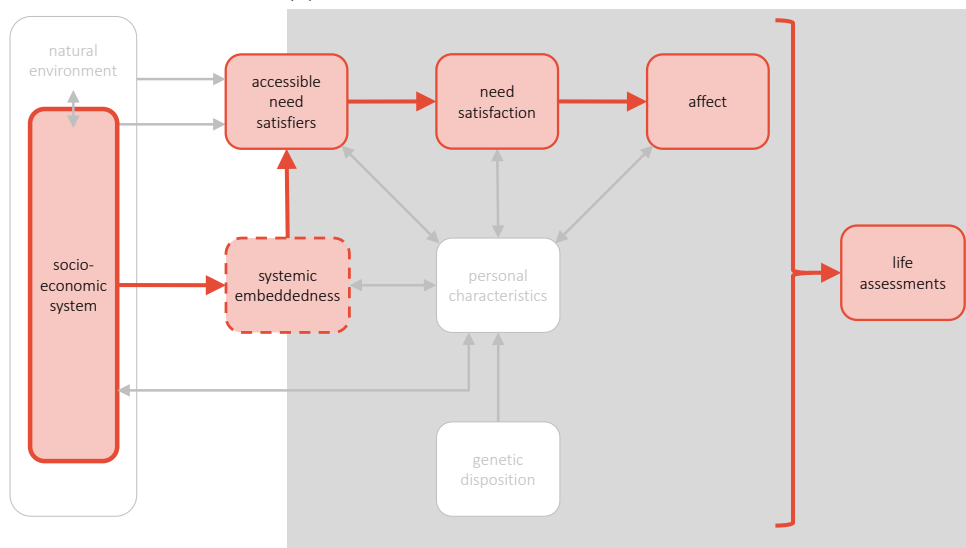 natural
environment
accessible
need
satisfiers
need
satisfaction
affect
socio-
economic
system
systemic
embeddedness
personal
characteristics
life
assessments
genetic
disposition